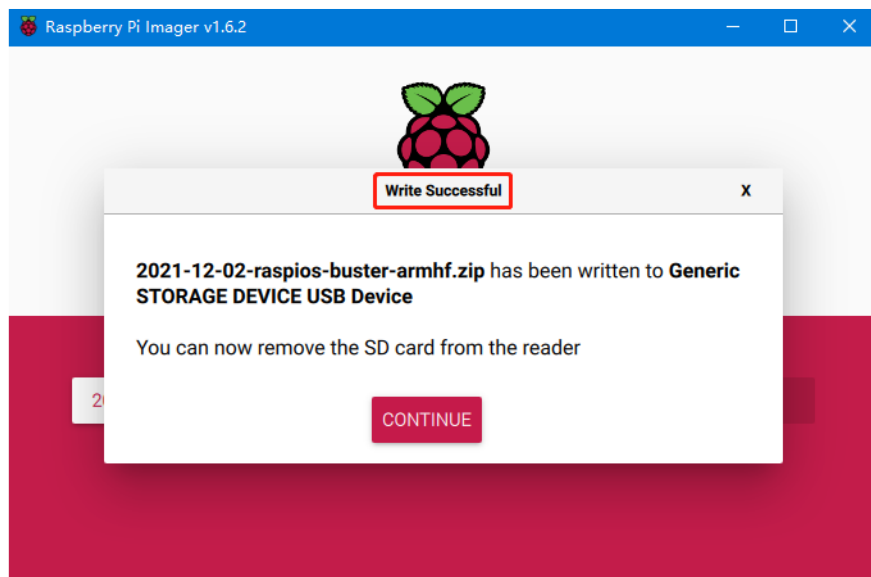 Raspberry Pi Imager v1.6.2
Write Successful X
2021-12-02-raspios-buster-armhf.zip has been written to Generic
STORAGE DEVICE USB Device
You can now remove the SD card from the reader
2
CONTINUE